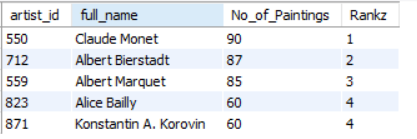 artist_id full_name No_of_Paintings Rankz
550 Claude Monet 90 1
712 Albert Bierstadt 87 2
559 Albert Marquet 85 3
823 Alice Bailly 60 4
871 Konstantin A. Korovin 60 4